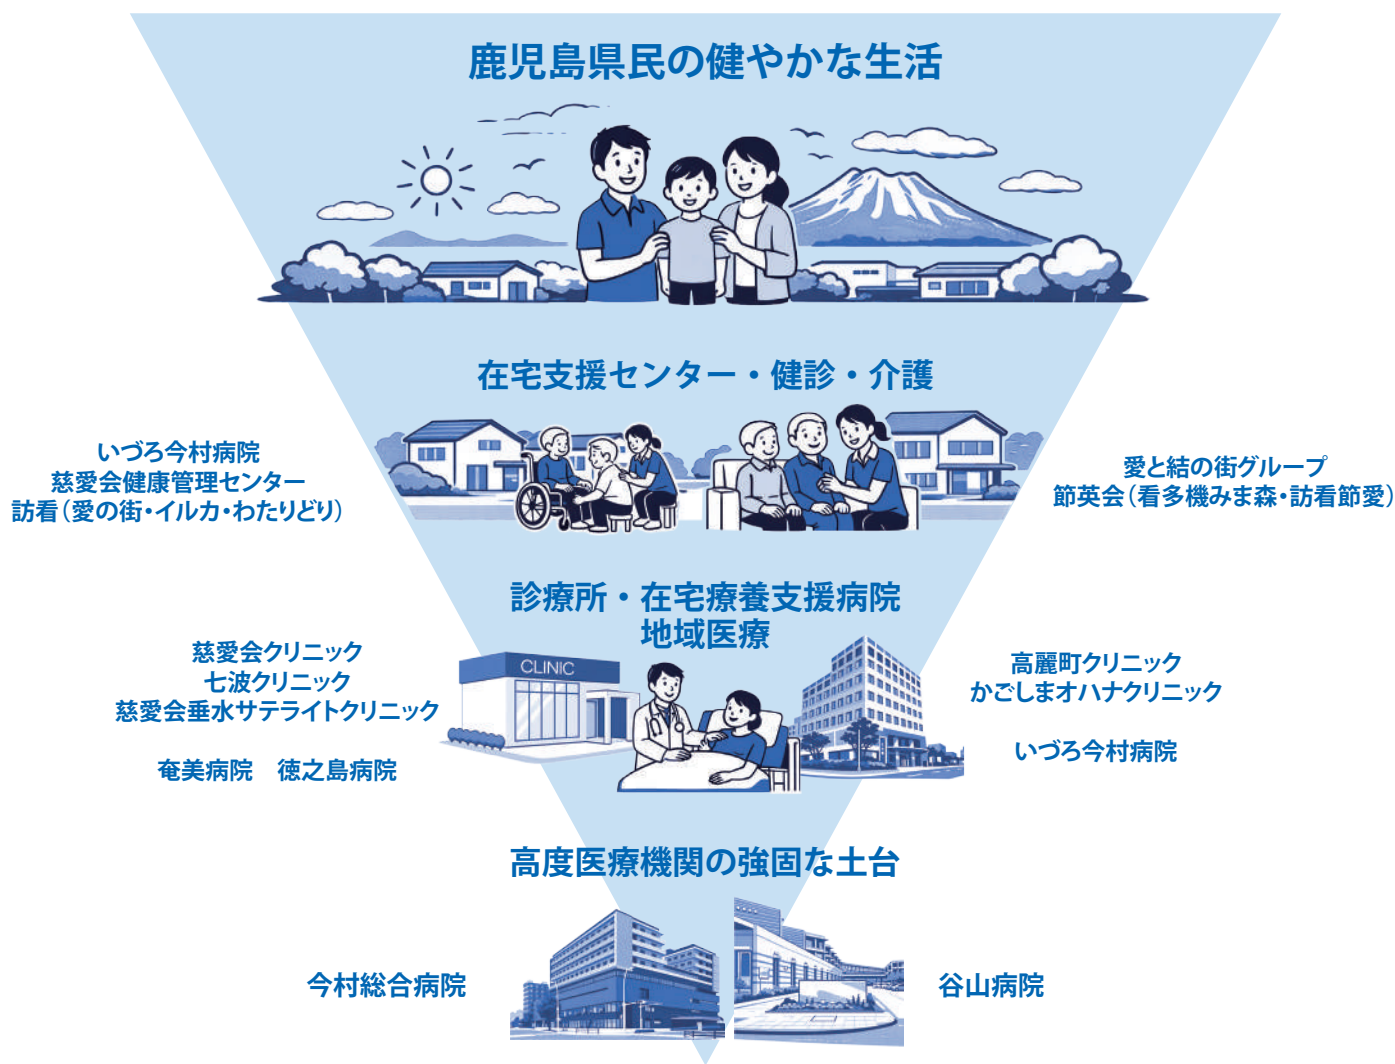 鹿児島県民の健やかな生活
在宅支援センター・健診・介護
いづろ今村病院
慈愛会健康管理センター
訪看（愛の街・イルカ・わたりどり）
愛と結の街グループ
節英会（看多機みま森・訪看節愛）
診療所・在宅療養支援病院
地域医療
慈愛会クリニック
七波クリニック
慈愛会垂水サテライトクリニック
奄美病院　徳之島病院
CLINIC
高麗町クリニック
かごしまオハナクリニック
いづろ今村病院
高度医療機関の強固な土台
今村総合病院
谷山病院